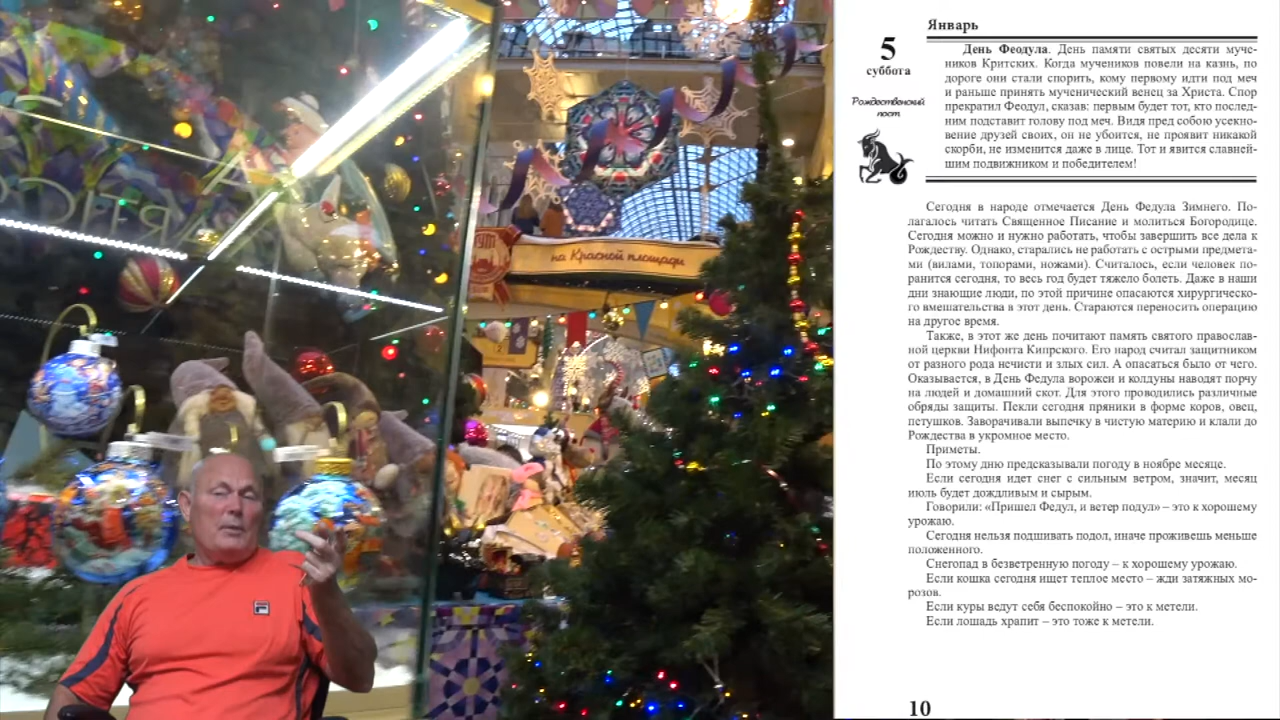 на Красной площади
Январь
5
суббота
Рождественский
пост
День Феодула. День памяти святых десяти муче-
ников Критских. Когда мучеников повели на казнь, по
дороге они стали спорить, кому первому идти под меч
и раньше принять мученический венец за Христа. Спор
прекратил Феодул, сказав: первым будет тот, кто послед-
ним подставит голову под меч. Видя пред собою усекно-
вение друзей своих, он не убоится, не проявит никакой
скорби, не изменится даже в лице. Тот и явится славней-
шим подвижником и победителем!
Сегодня в народе отмечается День Федула Зимнего. По-
лагалось читать Священное Писание и молиться Богородице.
Сегодня можно и нужно работать, чтобы завершить все дела к
Рождеству. Однако, старались не работать с острыми предмета-
ми (вилами, топорами, ножами). Считалось, если человек по-
ранится сегодня, то весь год будет тяжело болеть. Даже в наши
дни знающие люди, по этой причине опасаются хирургическо-
го вмешательства в этот день. Стараются переносить операцию
на другое время.
Также, в этот же день почитают память святого православ-
ной церкви Нифонта Кипрского. Его народ считал защитником
от разного рода нечисти и злых сил. А опасаться было от чего.
Оказывается, в День Федула ворожеи и колдуны наводят порчу
на людей и домашний скот. Для этого проводились различные
обряды защиты. Пекли сегодня пряники в форме коров, овец,
петушков. Заворачивали выпечку в чистую материю и клали до
Рождества в укромное место.
Приметы.
По этому дню предсказывали погоду в ноябре месяце.
Если сегодня идет снег с сильным ветром, значит, месяц
июль будет дождливым и сырым.
Говорили: «Пришел Федул, и ветер подул» – это к хорошему
урожаю.
Сегодня нельзя подшивать подол, иначе проживешь меньше
положенного.
Снегопад в безветренную погоду – к хорошему урожаю.
Если кошка сегодня ищет теплое место – жди затяжных мо-
розов.
Если куры ведут себя беспокойно – это к метели.
Если лошадь храпит – это тоже к метели.
10